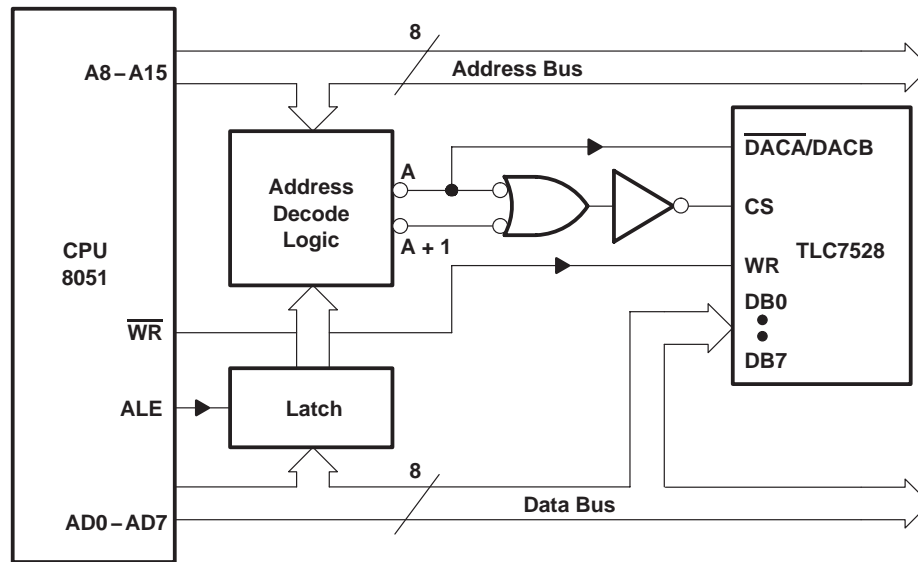 8
A8–A15
Address Bus
A
Address
Decode
Logic
A + 1
CPU
8051
DACA/DACB
CS
TLC7528
WR
DB0
DB7
WR
ALE
Latch
8
Data Bus
AD0–AD7